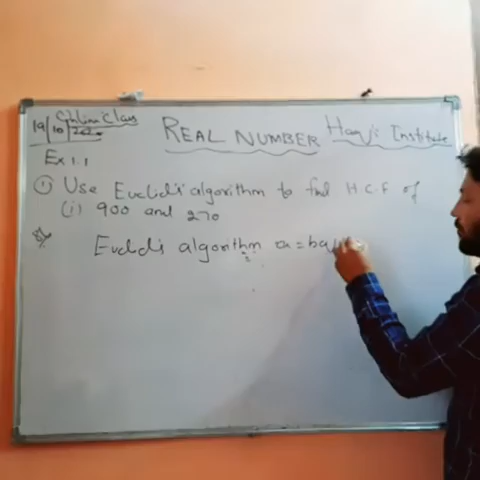 Online Class
19/10/2020
REAL NUMBER Hanji Institute
Ex 1.1
① Use Euclid's algorithm to find H.C.F of
(i) 900 and 270
Euclid's algorithm a = bq